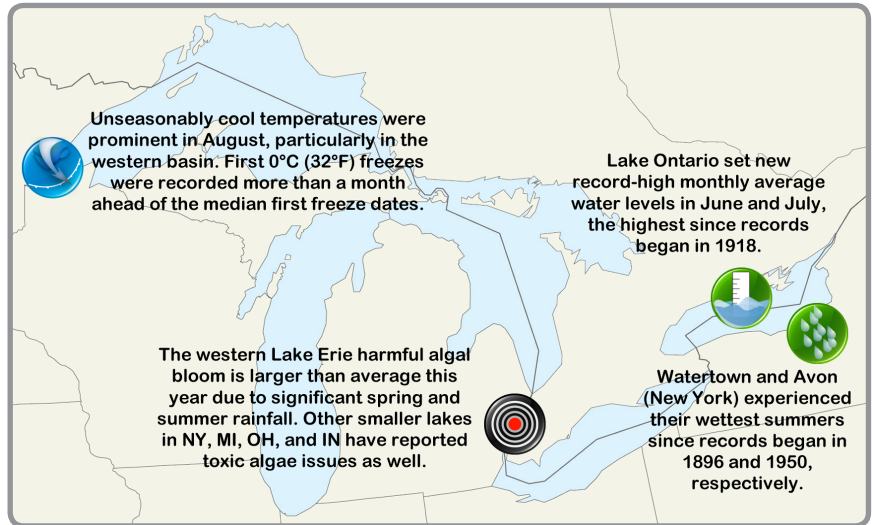 Unseasonably cool temperatures were
prominent in August, particularly in the
western basin. First 0°C (32°F) freezes
were recorded more than a month
ahead of the median first freeze dates.
Lake Ontario set new
record-high monthly average
water levels in June and July,
the highest since records
began in 1918.
The western Lake Erie harmful algal
bloom is larger than average this
year due to significant spring and
summer rainfall. Other smaller lakes
in NY, MI, OH, and IN have reported
toxic algae issues as well.
Watertown and Avon
(New York) experienced
their wettest summers
since records began in
1896 and 1950,
respectively.